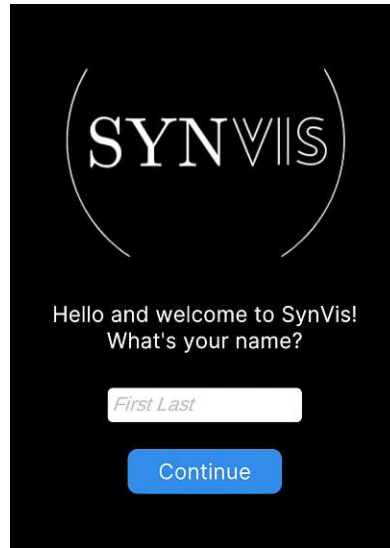 SYNVIS
Hello and welcome to SynVis!
What's your name?
First Last
Continue